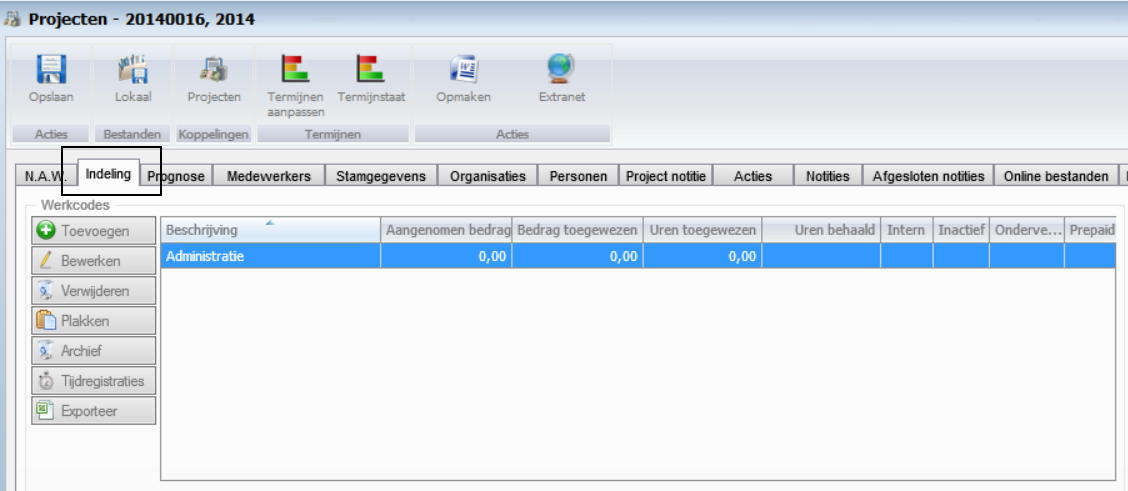 Projecten - 20140016, 2014
Opslaan Lokaal Projecten Termijnen aanpassen Termijnstaat Opmaken Extranet
Acties Bestanden Koppelingen Termijnen Acties
N.A.W. Indeling Prognose Medewerkers Stamgegevens Organisaties Personen Project notitie Acties Notities Afgesloten notities Online bestanden
Werkcodes
Toevoegen
Bewerken
Verwijderen
Plakken
Archief
Tijdregistraties
Exporteer
Beschrijving Aangenomen bedrag Bedrag toegewezen Uren toegewezen Uren behaald Intern Inactief Onderve... Prepaid
Administratie 0,00 0,00 0,00